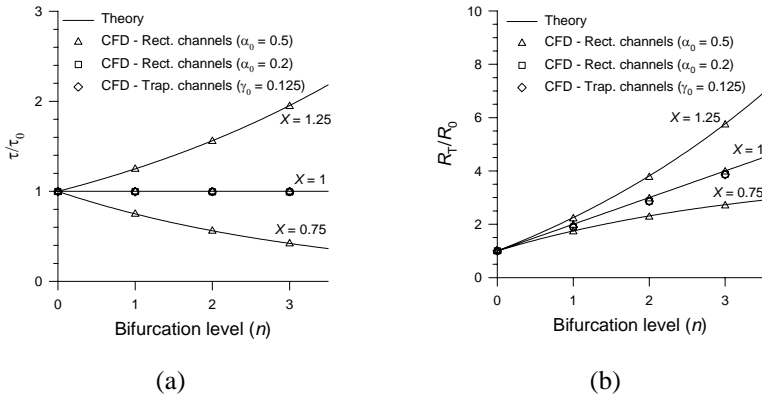 Theory
CFD - Rect. channels (α0 = 0.5)
CFD - Rect. channels (α0 = 0.2)
CFD - Trap. channels (γ0 = 0.125)
τ/τ0
3
2
1
0
X = 1.25
X = 1
X = 0.75
0 1 2 3
Bifurcation level (n)
(a)
Theory
CFD - Rect. channels (α0 = 0.5)
CFD - Rect. channels (α0 = 0.2)
CFD - Trap. channels (γ0 = 0.125)
RT/R0
10
8
6
4
2
0
X = 1.25
X = 1
X = 0.75
0 1 2 3
Bifurcation level (n)
(b)